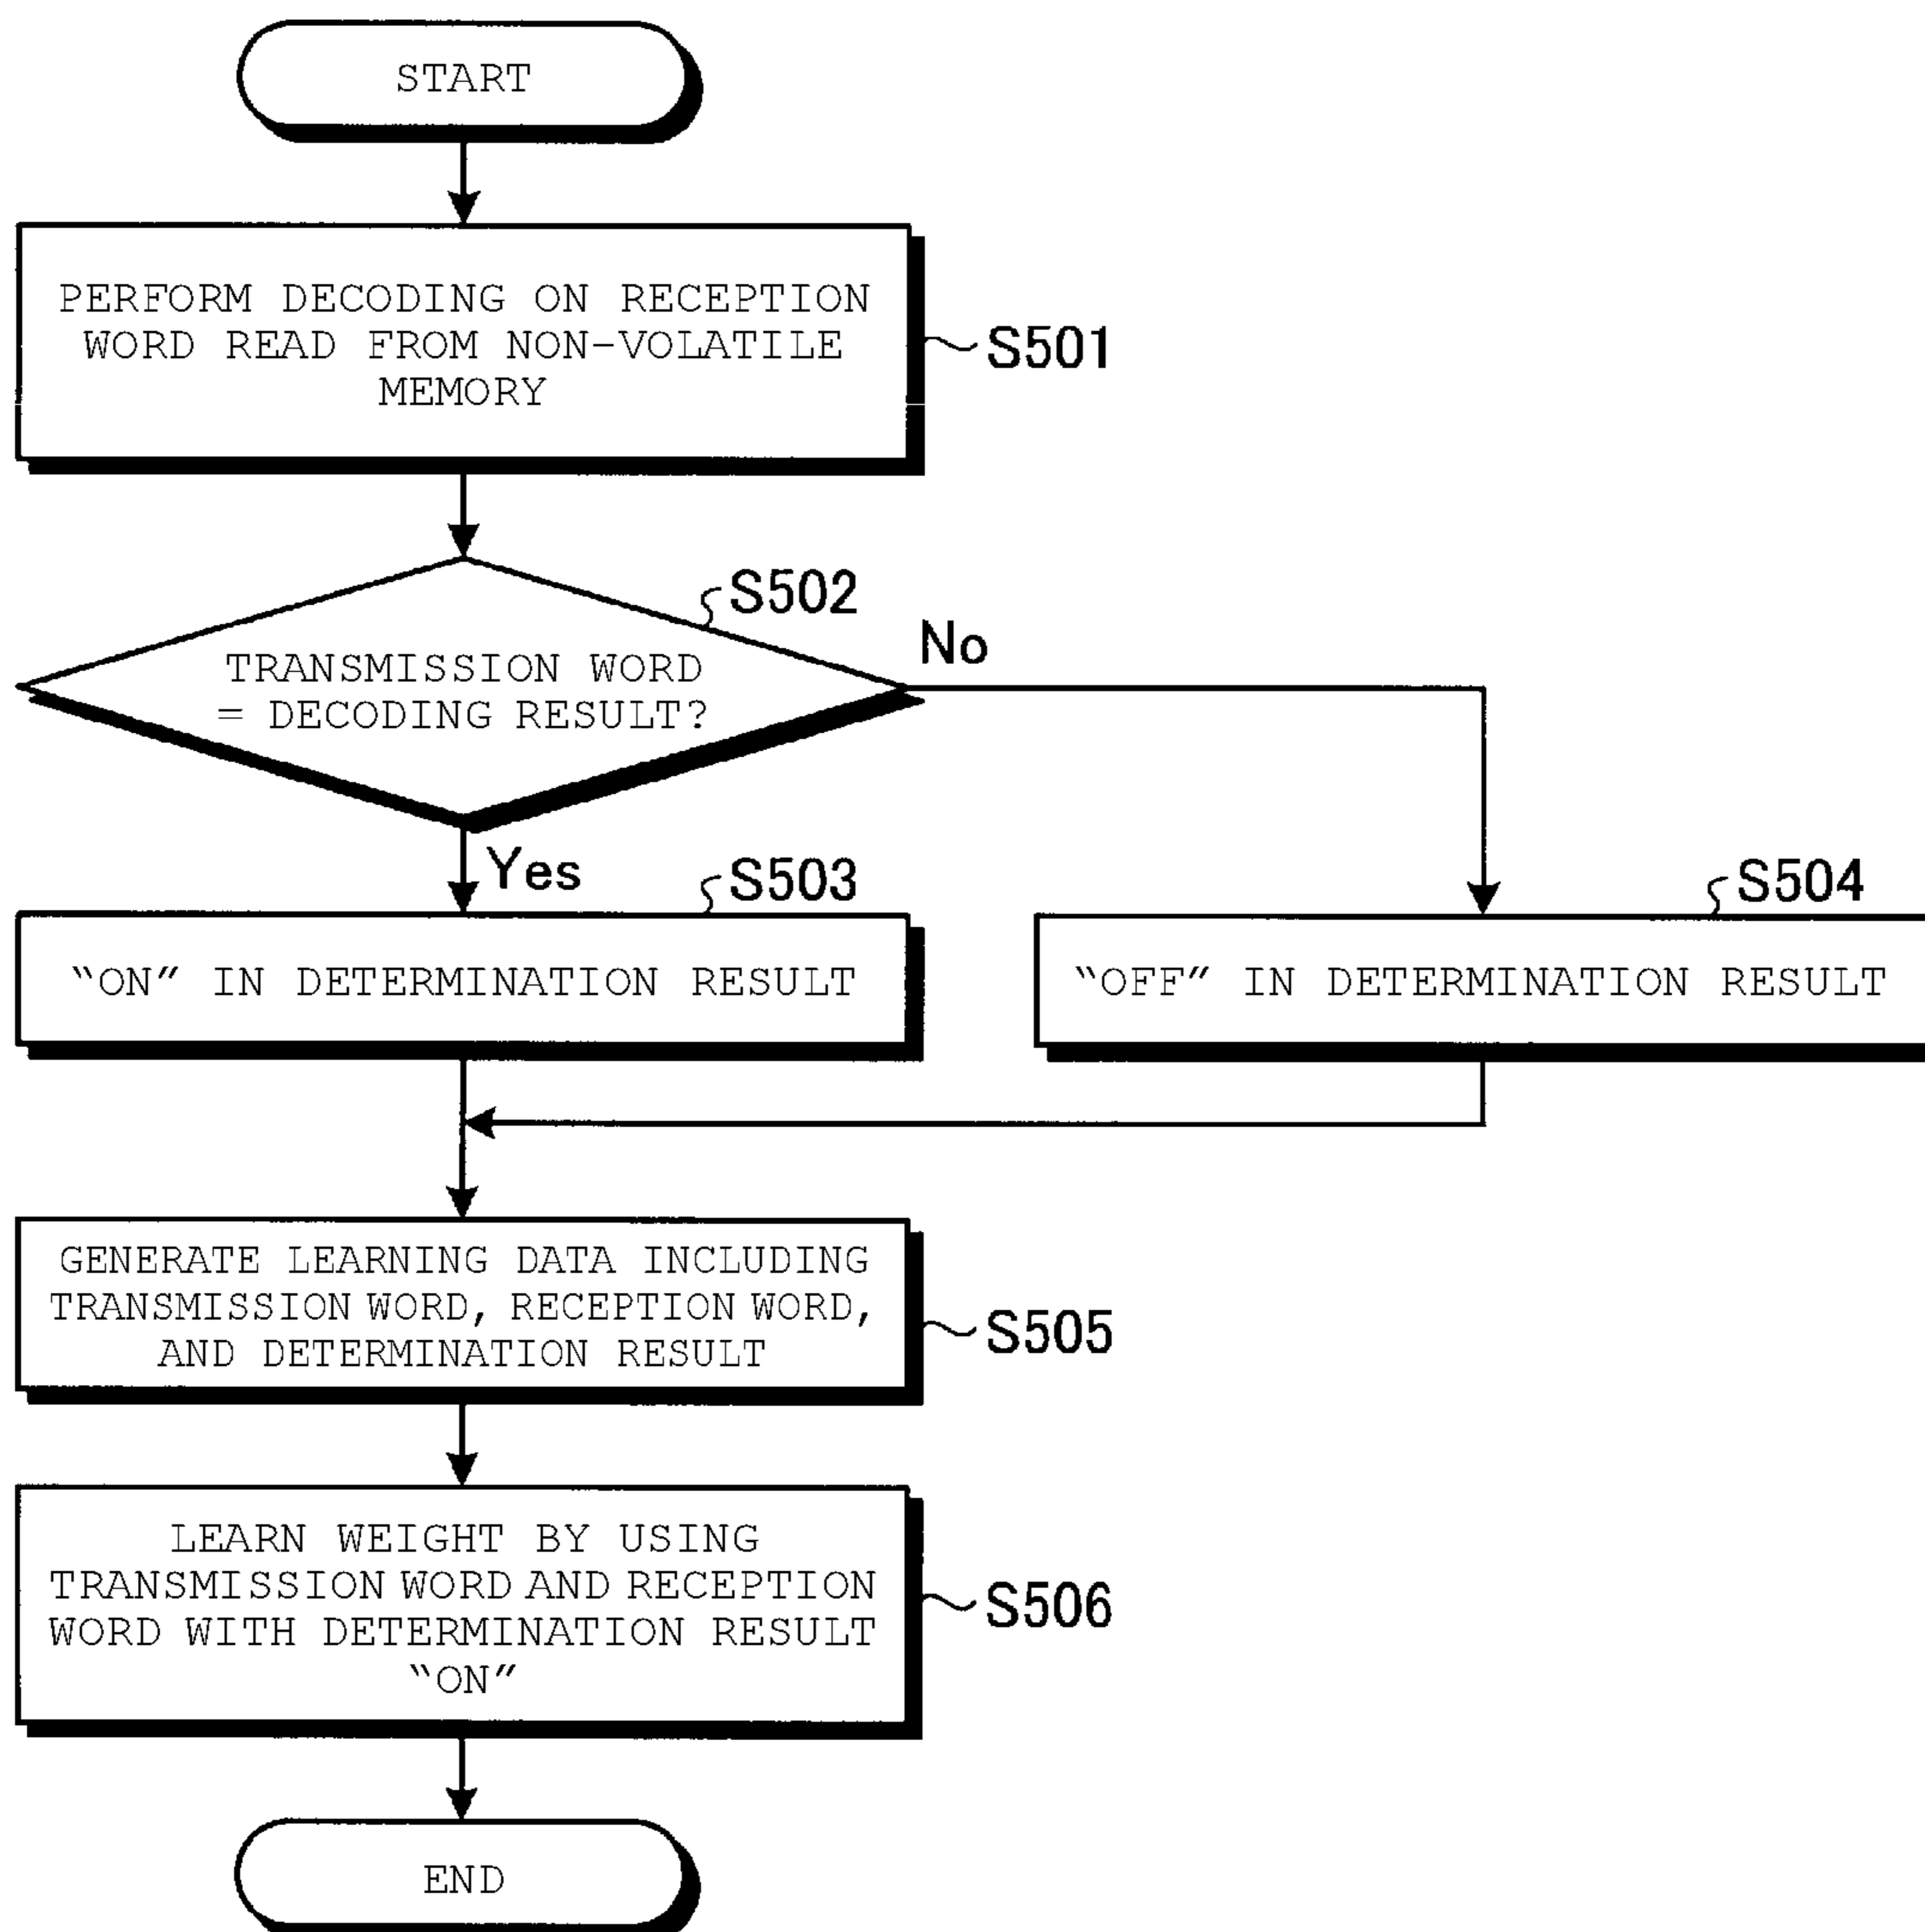 START
PERFORM DECODING ON RECEPTION
WORD READ FROM NON-VOLATILE
MEMORY
S501
S502
TRANSMISSION WORD
= DECODING RESULT?
No
Yes
S503
"ON" IN DETERMINATION RESULT
S504
"OFF" IN DETERMINATION RESULT
GENERATE LEARNING DATA INCLUDING
TRANSMISSION WORD, RECEPTION WORD,
AND DETERMINATION RESULT
S505
LEARN WEIGHT BY USING
TRANSMISSION WORD AND RECEPTION
WORD WITH DETERMINATION RESULT
"ON"
S506
END